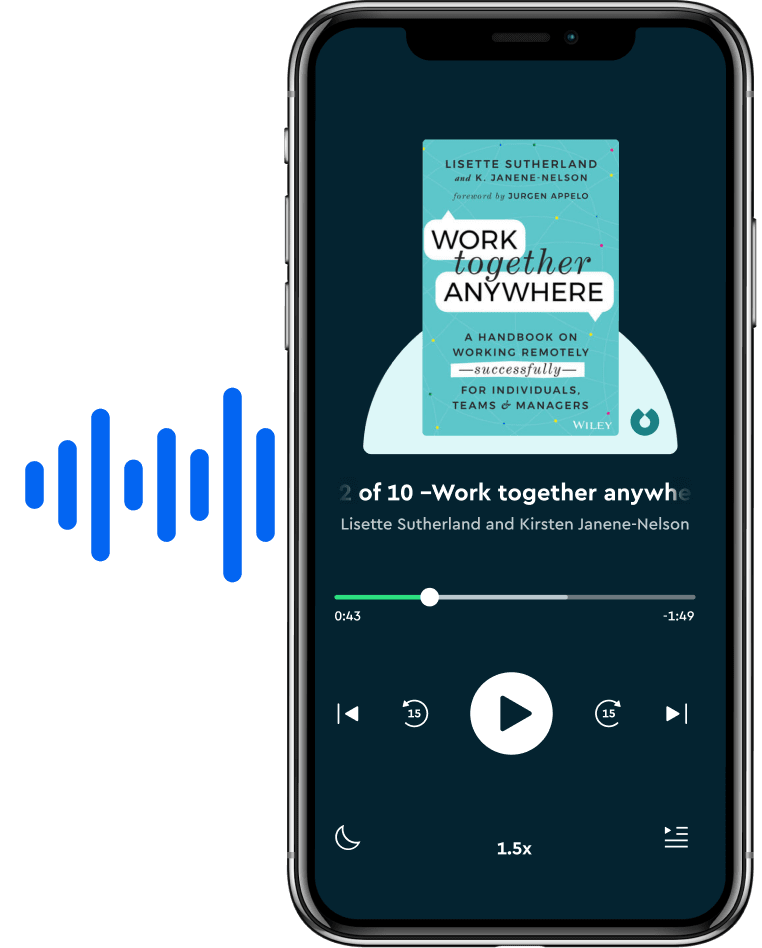 LISETTE SUTHERLAND
and K. JANENE-NELSON
foreword by JURGEN APPELO
WORK
together
ANYWHERE
A HANDBOOK ON
WORKING REMOTELY
—successfully—
FOR INDIVIDUALS,
TEAMS & MANAGERS
WILEY
2 of 10 –Work together anywhe
Lisette Sutherland and Kirsten Janene-Nelson
0:43
-1:49
15
15
1.5x